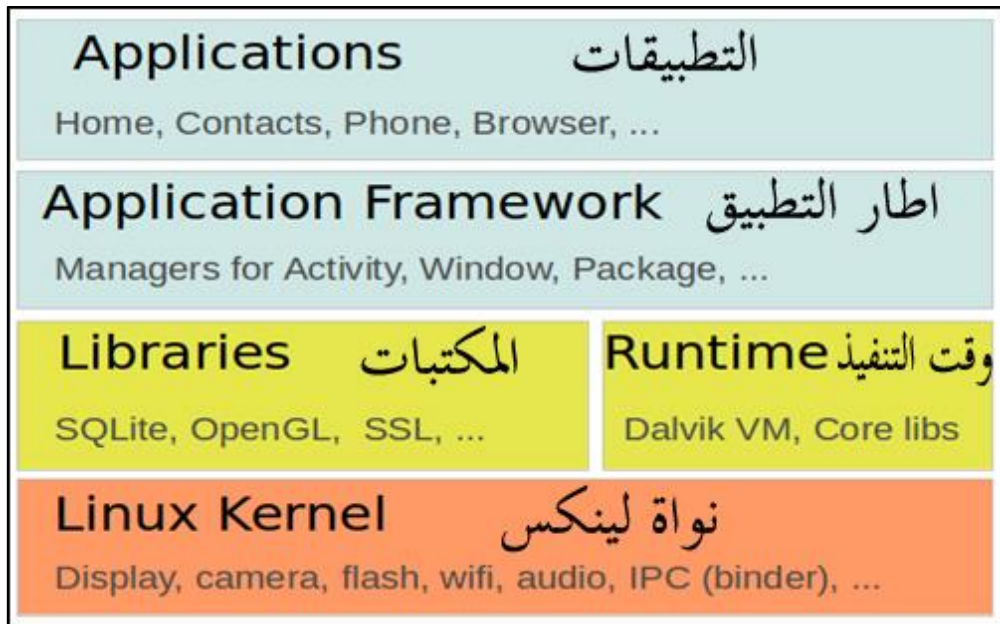 Applications التطبيقات
Home, Contacts, Phone, Browser, ...
Application Framework اطار التطبيق
Managers for Activity, Window, Package, ...
Libraries المكتبات
SQLite, OpenGL, SSL, ...
Runtime وقت التنفيذ
Dalvik VM, Core libs
Linux Kernel نواة لينكس
Display, camera, flash, wifi, audio, IPC (binder), ...